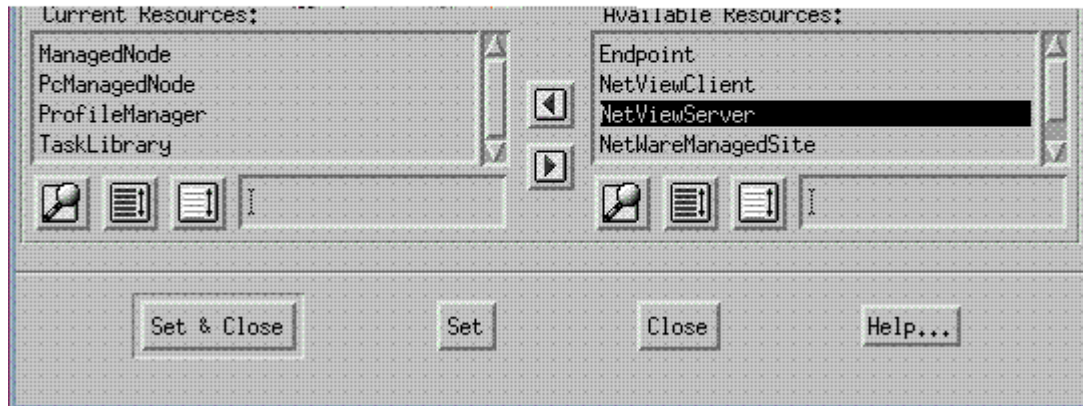 Current Resources:
ManagedNode
PcManagedNode
ProfileManager
TaskLibrary
Available Resources:
Endpoint
NetViewClient
NetViewServer
NetWareManagedSite
Set & Close
Set
Close
Help...